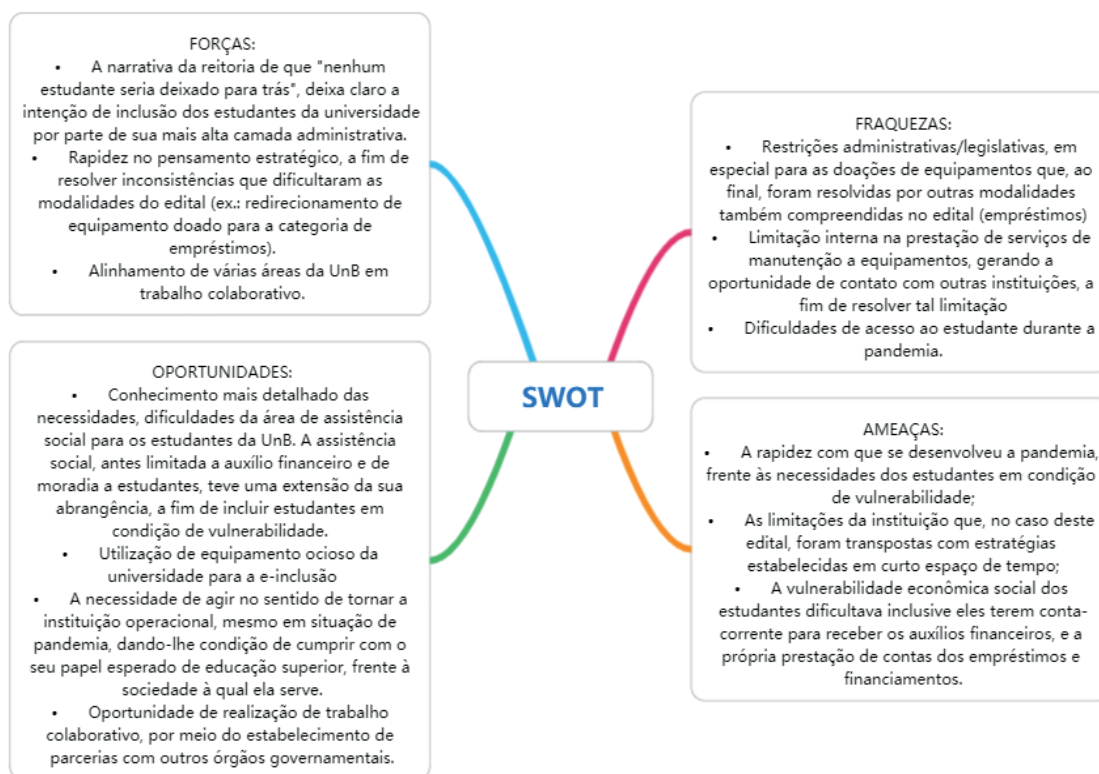 FORÇAS:
• A narrativa da reitoria de que "nenhum
estudante seria deixado para trás", deixa claro a
intenção de inclusão dos estudantes da universidade
por parte de sua mais alta camada administrativa.
• Rapidez no pensamento estratégico, a fim de
resolver inconsistências que dificultaram as
modalidades do edital (ex.: redirecionamento de
equipamento doado para a categoria de
empréstimos).
• Alinhamento de várias áreas da UnB em
trabalho colaborativo.
OPORTUNIDADES:
• Conhecimento mais detalhado das
necessidades, dificuldades da área de assistência
social para os estudantes da UnB. A assistência
social, antes limitada a auxílio financeiro e de
moradia a estudantes, teve uma extensão da sua
abrangência, a fim de incluir estudantes em
condição de vulnerabilidade.
• Utilização de equipamento ocioso da
universidade para a e-inclusão
• A necessidade de agir no sentido de tornar a
instituição operacional, mesmo em situação de
pandemia, dando-lhe condição de cumprir com o
seu papel esperado de educação superior, frente à
sociedade à qual ela serve.
• Oportunidade de realização de trabalho
colaborativo, por meio do estabelecimento de
parcerias com outros órgãos governamentais.
SWOT
FRAQUEZAS:
• Restrições administrativas/legislativas, em
especial para as doações de equipamentos que, ao
final, foram resolvidas por outras modalidades
também compreendidas no edital (empréstimos)
• Limitação interna na prestação de serviços de
manutenção a equipamentos, gerando a
oportunidade de contato com outras instituições, a
fim de resolver tal limitação
• Dificuldades de acesso ao estudante durante a
pandemia.
AMEAÇAS:
• A rapidez com que se desenvolveu a pandemia,
frente às necessidades dos estudantes em condição
de vulnerabilidade;
• As limitações da instituição que, no caso deste
edital, foram transpostas com estratégias
estabelecidas em curto espaço de tempo;
• A vulnerabilidade econômica social dos
estudantes dificultava inclusive eles terem conta-
corrente para receber os auxílios financeiros, e a
própria prestação de contas dos empréstimos e
financiamentos.